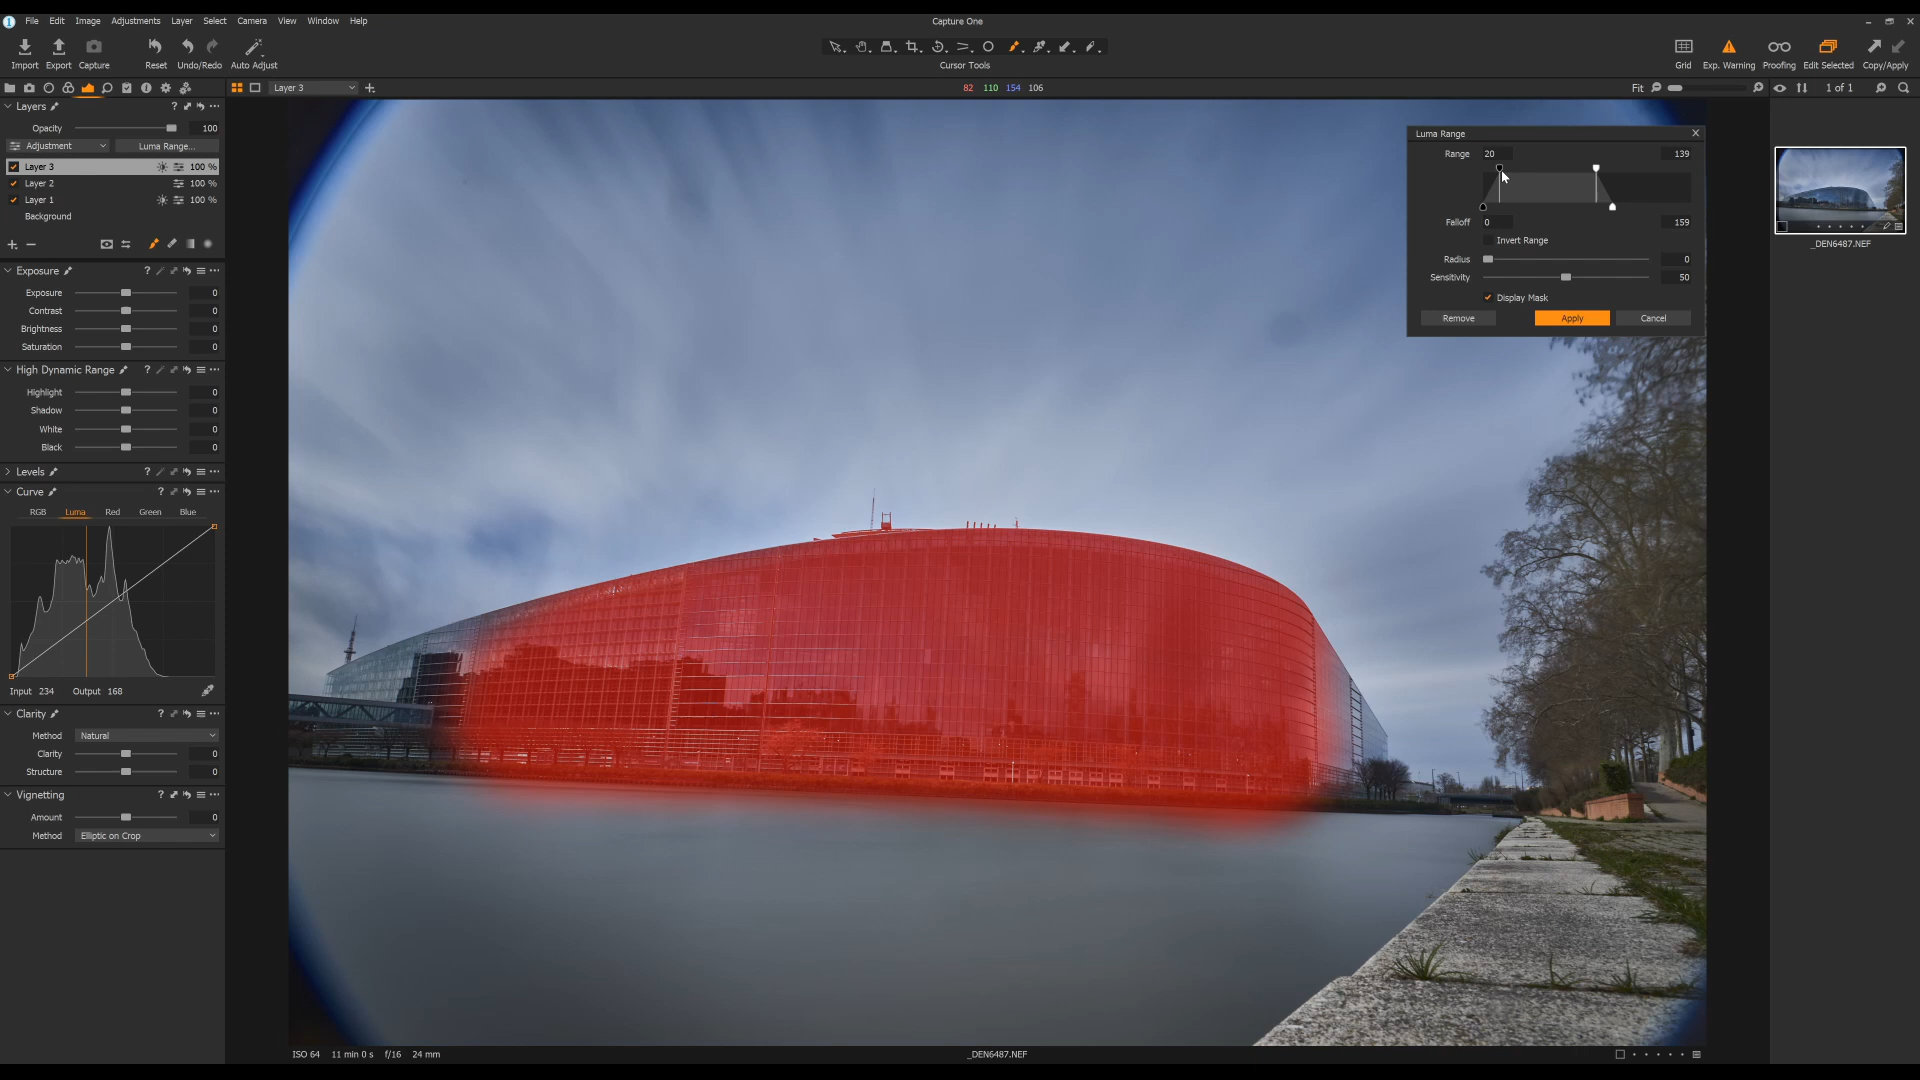 File Edit Image Adjustments Layer Select Camera View Window Help
Capture One
Import Export Capture Reset Undo/Redo Auto Adjust
Cursor Tools
Grid Exp. Warning Proofing Edit Selected Copy/Apply
Layer 3
82 110 154 106
Fit
1 of 1
Layers ?
Opacity 100
Adjustment Luma Range...
Layer 3 100 %
Layer 2 100 %
Layer 1 100 %
Background
Exposure ?
Exposure 0
Contrast 0
Brightness 0
Saturation 0
High Dynamic Range ?
Highlight 0
Shadow 0
White 0
Black 0
Levels ?
Curve ?
RGB Luma Red Green Blue
Input 234 Output 168
Clarity ?
Method Natural
Clarity 0
Structure 0
Vignetting ?
Amount 0
Method Elliptic on Crop
Luma Range
Range 20 139
Falloff 0 159
Invert Range
Radius 0
Sensitivity 50
Display Mask
Remove Apply Cancel
_DEN6487.NEF
ISO 64 11 min 0 s f/16 24 mm
_DEN6487.NEF